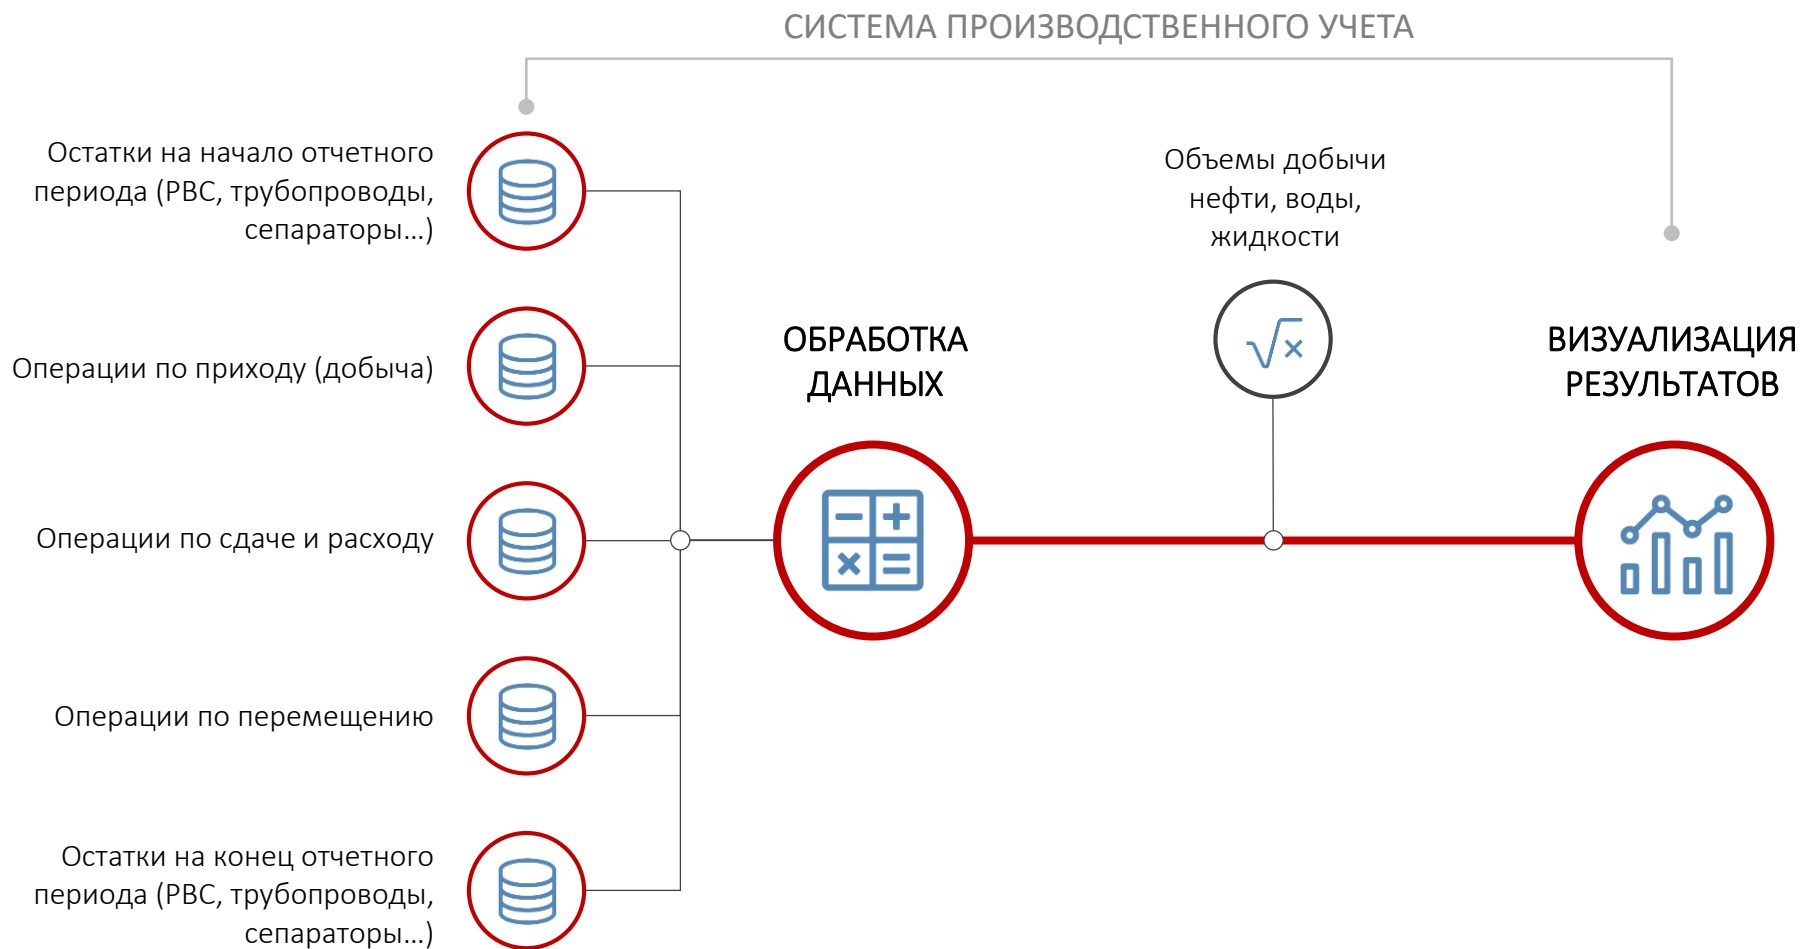 СИСТЕМА ПРОИЗВОДСТВЕННОГО УЧЕТА
Остатки на начало отчетного
периода (РВС, трубопроводы,
сепараторы...)
Операции по приходу (добыча)
Операции по сдаче и расходу
Операции по перемещению
Остатки на конец отчетного
периода (РВС, трубопроводы,
сепараторы...)
ОБРАБОТКА
ДАННЫХ
Объемы добычи
нефти, воды,
жидкости
ВИЗУАЛИЗАЦИЯ
РЕЗУЛЬТАТОВ